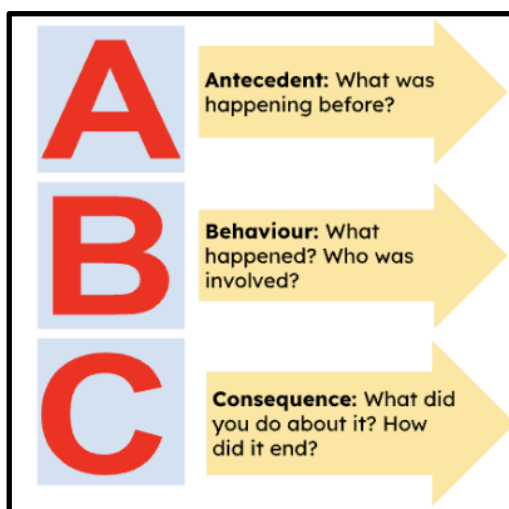 A
Antecedent: What was
happening before?
B
Behaviour: What
happened? Who was
involved?
C
Consequence: What did
you do about it? How
did it end?